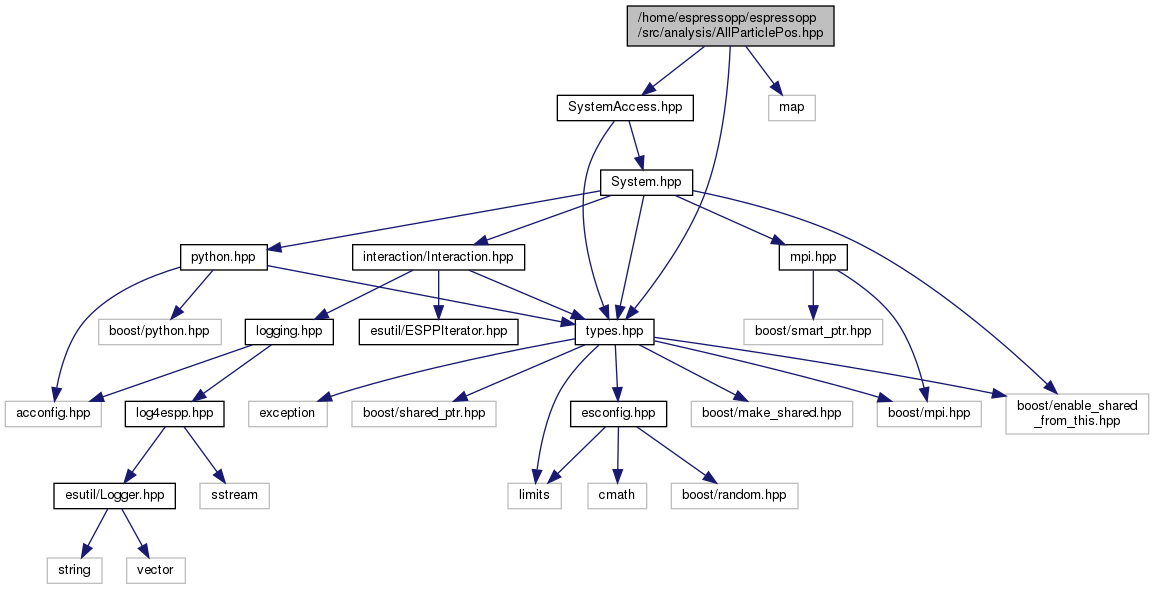 /home/espressopp/espressopp
/src/analysis/AllParticlePos.hpp
SystemAccess.hpp
map
System.hpp
python.hpp
interaction/Interaction.hpp
mpi.hpp
boost/python.hpp
logging.hpp
esutil/ESPPIterator.hpp
types.hpp
boost/smart_ptr.hpp
acconfig.hpp
log4espp.hpp
exception
boost/shared_ptr.hpp
esconfig.hpp
boost/make_shared.hpp
boost/mpi.hpp
boost/enable_shared
_from_this.hpp
esutil/Logger.hpp
sstream
limits
cmath
boost/random.hpp
string
vector